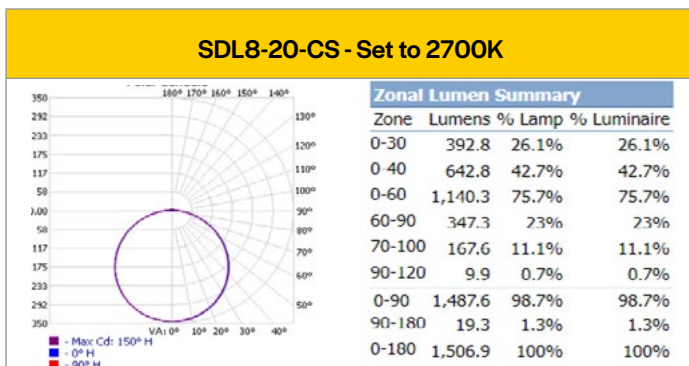 SDL8-20-CS - Set to 2700K
350
292
233
175
117
58
0.00
58
117
175
233
292
350
180° 170° 160° 150° 140°
130°
120°
110°
100°
90°
80°
70°
60°
50°
VA: 0° 10° 20° 30° 40°
- Max Cd: 150° H
- 0° H
- 90° H
Zonal Lumen Summary
Zone Lumens % Lamp % Luminaire
0-30 392.8 26.1% 26.1%
0-40 642.8 42.7% 42.7%
0-60 1,140.3 75.7% 75.7%
60-90 347.3 23% 23%
70-100 167.6 11.1% 11.1%
90-120 9.9 0.7% 0.7%
0-90 1,487.6 98.7% 98.7%
90-180 19.3 1.3% 1.3%
0-180 1,506.9 100% 100%